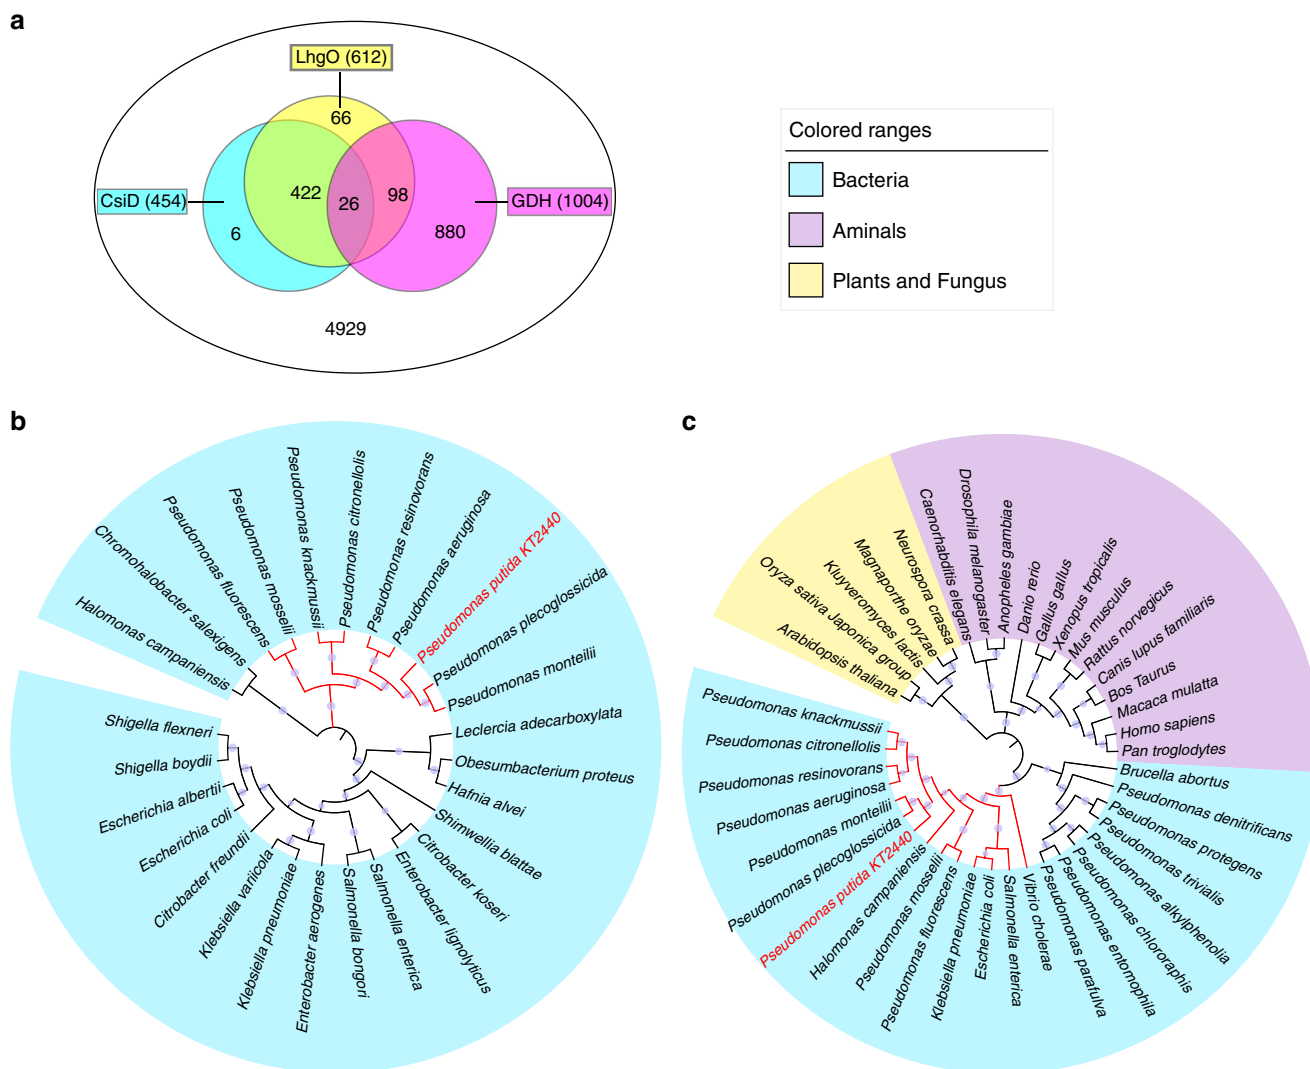 a
LhgO (612)
66
CsiD (454)
422
26
98
GDH (1004)
6
880
4929
Colored ranges
Bacteria
Aminals
Plants and Fungus
b
Halomonas campaniensis
Chromohalobacter salexigens
Pseudomonas fluorescens
Pseudomonas mosselii
Pseudomonas knackmussii
Pseudomonas citronellolis
Pseudomonas resinovorans
Pseudomonas aeruginosa
Pseudomonas putida KT2440
Pseudomonas plecoglossicida
Pseudomonas monteilii
Leclercia adecarboxylata
Obesumbacterium proteus
Hafnia alvei
Shimwellia blattae
Citrobacter koseri
Enterobacter lignolyticus
Salmonella enterica
Salmonella bongori
Enterobacter aerogenes
Klebsiella pneumoniae
Klebsiella variicola
Citrobacter freundii
Escherichia coli
Escherichia albertii
Shigella boydii
Shigella flexneri
c
Arabidopsis thaliana
Oryza sativa Japonica group
Kluyveromyces lactis
Magnaporthe oryzae
Neurospora crassa
Caenorhabditis elegans
Drosophila melanogaster
Andopheles gambiae
Danio rerio
Gallus gallus
Xenopus tropicalis
Mus musculus
Rattus norvegicus
Canis lupus familiaris
Bos Taurus
Macaca mulatta
Homo sapiens
Pan troglodytes
Brucella abortus
Pseudomonas denitrificans
Pseudomonas protegens
Pseudomonas trivialis
Pseudomonas alkylphenolia
Pseudomonas chlororaphis
Pseudomonas entomophila
Pseudomonas parafulva
Vibrio cholerae
Salmonella enterica
Escherichia coli
Klebsiella pneumoniae
Pseudomonas fluorescens
Pseudomonas mosselii
Halomonas campaniensis
Pseudomonas putida KT2440
Pseudomonas plecoglossicida
Pseudomonas monteilii
Pseudomonas aeruginosa
Pseudomonas resinovorans
Pseudomonas citronellolis
Pseudomonas knackmussii